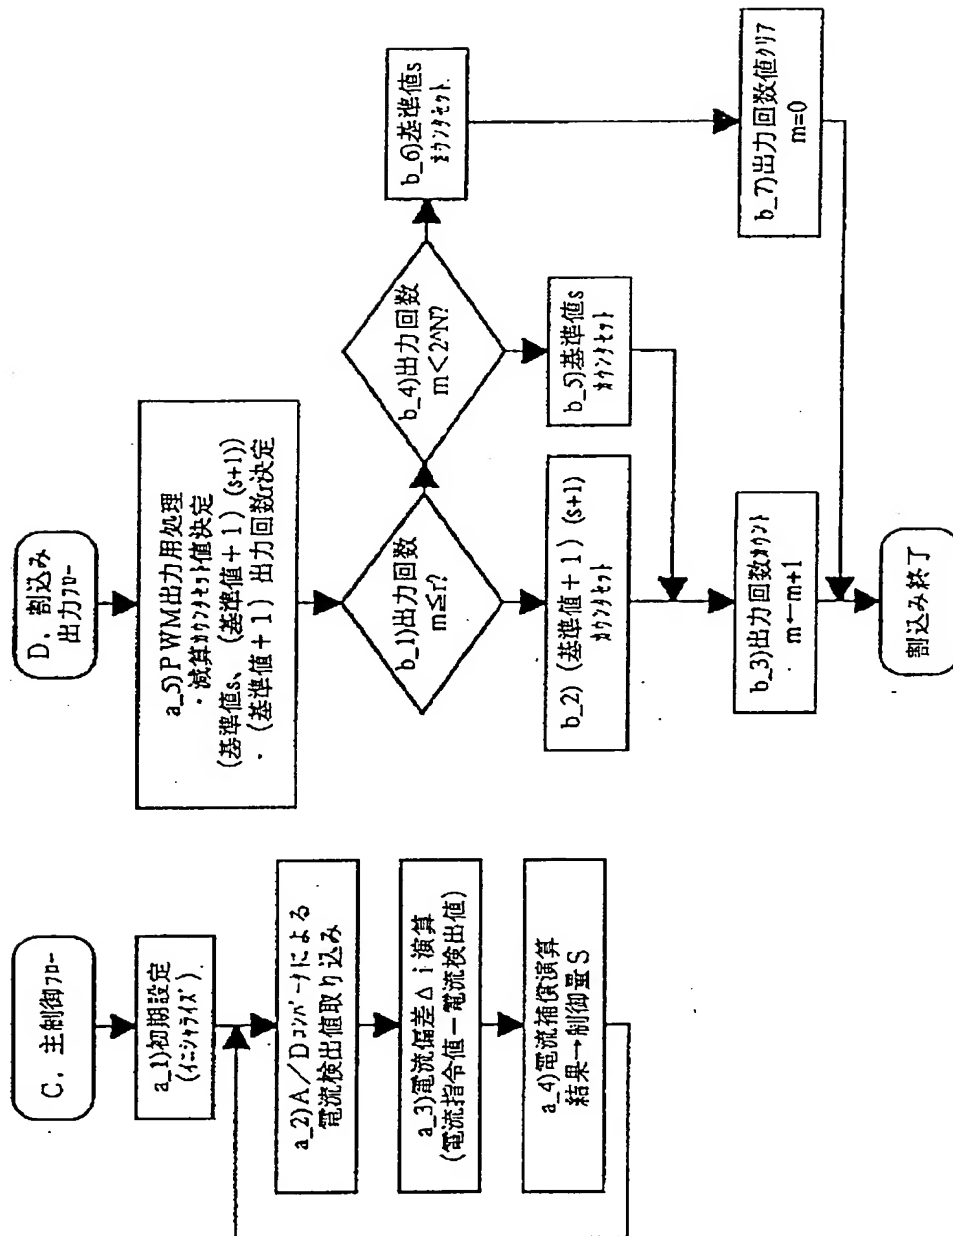 C. 主制御フロー
a_1)初期設定
(イニシャライズ).
a_2)A/Dコンバータによる
電流検出値取り込み
a_3)電流偏差Δi演算
(電流指令値ー電流検出値)
a_4)電流補償演算
結果→制御量S
D. 割込み
出力フロー
a_5)PWM出力用処理
・減算カウンタセット値決定
(基準値s、(基準値+1)(s+1))
・(基準値+1)出力回数r決定
b_1)出力回数
m≦r?
b_2)(基準値+1)(s+1)
カウンタセット
b_3)出力回数カウント
m←m+1
割込み終了
b_4)出力回数
m<2^N?
b_5)基準値s
カウンタセット
b_6)基準値s
カウンタセット.
b_7)出力回数値クリア
m=0